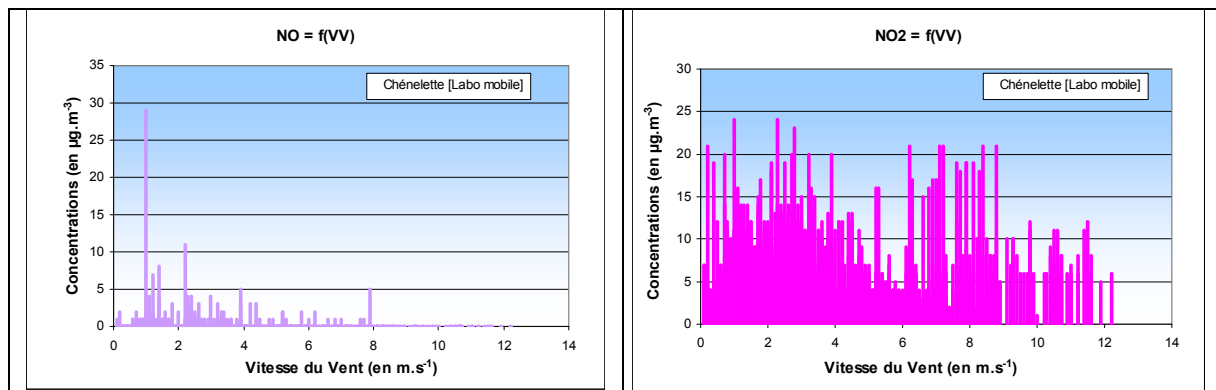 NO = f(VV)
Chénelette [Labo mobile]
Concentrations (en µg.m-3)
35
30
25
20
15
10
5
0
0 2 4 6 8 10 12 14
Vitesse du Vent (en m.s-1)
NO2 = f(VV)
Chénelette [Labo mobile]
Concentrations (en µg.m-3)
30
25
20
15
10
5
0
0 2 4 6 8 10 12 14
Vitesse du Vent (en m.s-1)